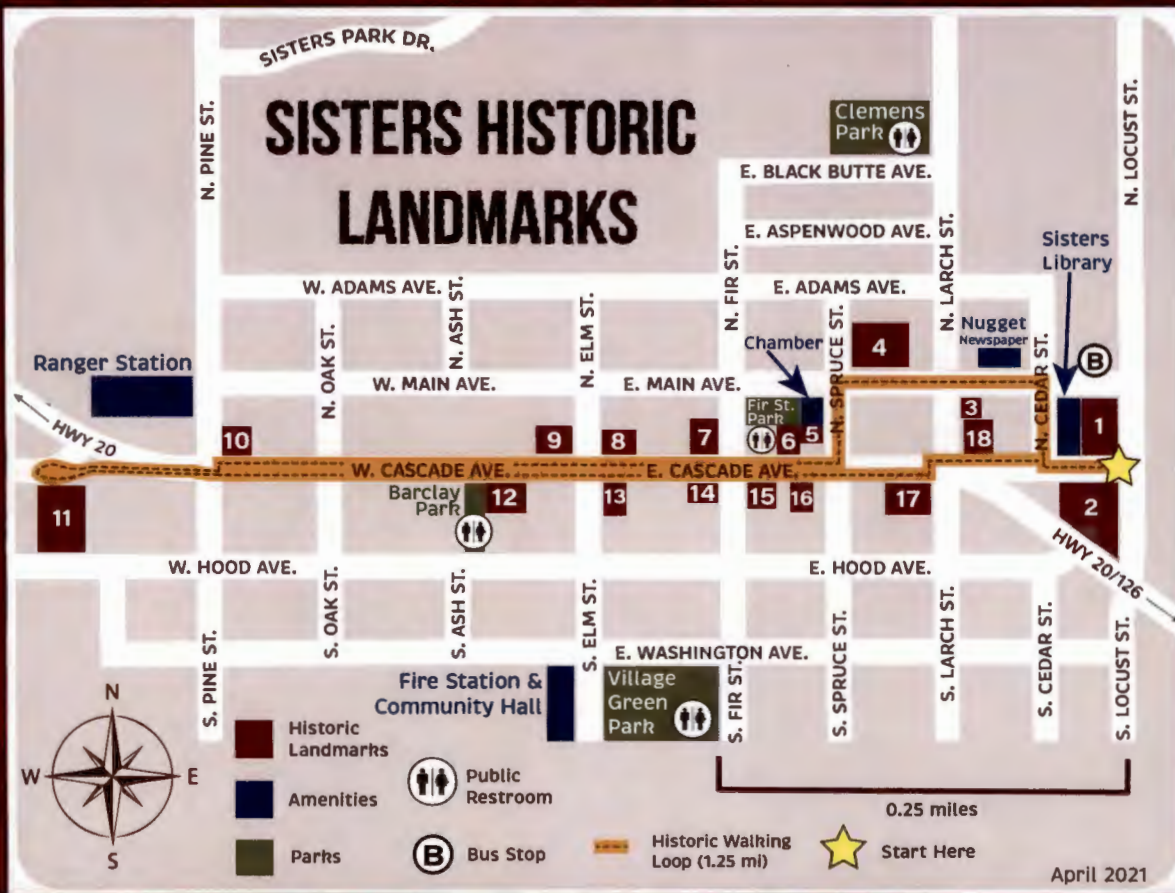 SISTERS PARK DR.
SISTERS HISTORIC
LANDMARKS
N. PINE ST.
Clemens
Park
N. LOCUST ST.
E. BLACK BUTTE AVE.
E. ASPENWOOD AVE.
N. FIR ST.
N. LARCH ST.
Sisters
Library
W. ADAMS AVE.
E. ADAMS AVE.
N. ASH ST.
N. ELM ST.
N. OAK ST.
N. SPRUCE ST.
N. CEDAR ST.
Ranger Station
Chamber
4
Nugget
Newspaper
B
W. MAIN AVE.
E. MAIN AVE.
HWY 20
Fir St.
Park
10
9
8
7
6
5
3
18
1
W. CASCADE AVE.
E. CASCADE AVE.
11
Barclay
Park
12
13
14
15
16
17
2
HWY 20/126
W. HOOD AVE.
E. HOOD AVE.
S. PINE ST.
S. OAK ST.
S. ASH ST.
S. ELM ST.
S. FIR ST.
S. SPRUCE ST.
S. LARCH ST.
S. CEDAR ST.
S. LOCUST ST.
E. WASHINGTON AVE.
Fire Station &
Community Hall
Village
Green
Park
N
W
E
S
Historic
Landmarks
Amenities
Parks
Public
Restroom
B
Bus Stop
0.25 miles
Historic Walking
Loop (1.25 mi)
Start Here
April 2021